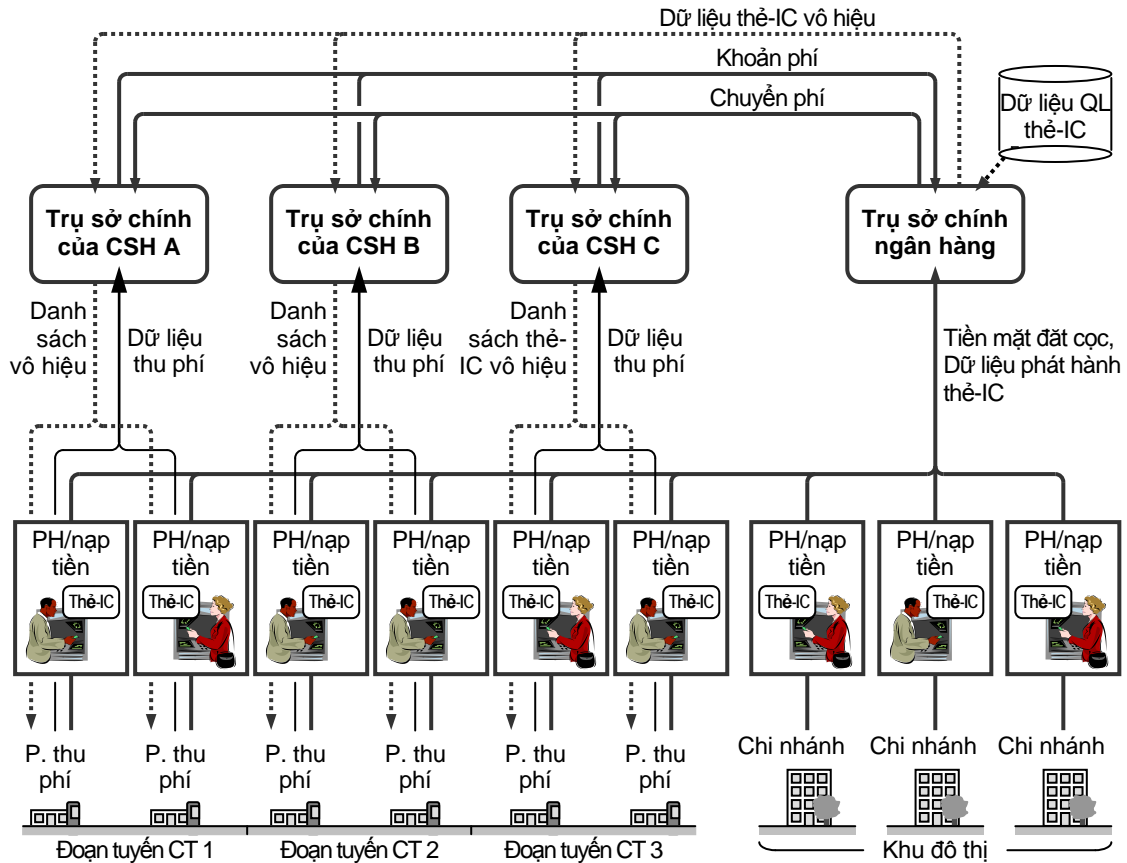 Dữ liệu thẻ-IC vô hiệu
Khoản phí
Chuyển phí
Dữ liệu QL
thẻ-IC
Trụ sở chính
của CSH A
Trụ sở chính
của CSH B
Trụ sở chính
của CSH C
Trụ sở chính
ngân hàng
Danh
sách
vô hiệu
Dữ liệu
thu phí
Danh
sách
vô hiệu
Dữ liệu
thu phí
Danh
sách thẻ-
IC vô hiệu
Dữ liệu
thu phí
Tiền mặt đăt cọc,
Dữ liệu phát hành
thẻ-IC
PH/nạp
tiền
Thẻ-IC
PH/nạp
tiền
Thẻ-IC
PH/nạp
tiền
Thẻ-IC
PH/nạp
tiền
Thẻ-IC
PH/nạp
tiền
Thẻ-IC
PH/nạp
tiền
Thẻ-IC
PH/nạp
tiền
Thẻ-IC
PH/nạp
tiền
Thẻ-IC
PH/nạp
tiền
Thẻ-IC
P. thu
phí
P. thu
phí
P. thu
phí
P. thu
phí
P. thu
phí
P. thu
phí
Chi nhánh
Chi nhánh
Chi nhánh
Đoạn tuyến CT 1
Đoạn tuyến CT 2
Đoạn tuyến CT 3
Khu đô thị